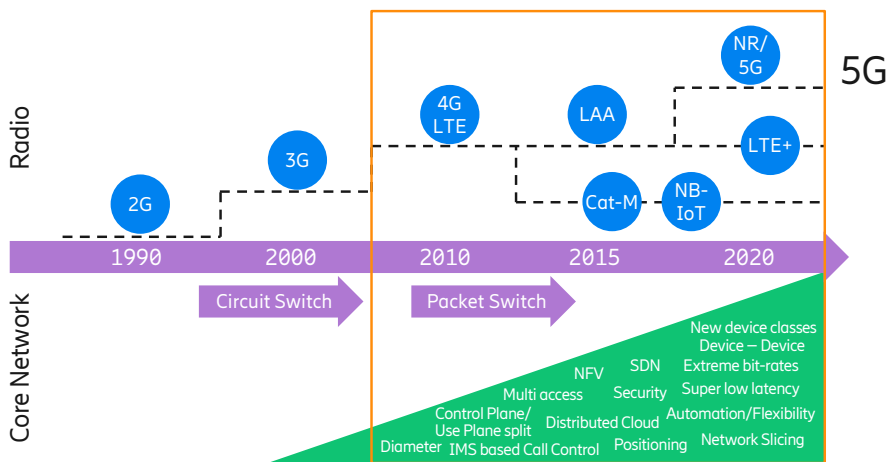 NR/
5G
5G
4G
LTE
LAA
LTE+
3G
2G
Cat-M
NB-
IoT
Radio
1990 2000 2010 2015 2020
Circuit Switch
Packet Switch
Core Network
New device classes
Device – Device
NFV
SDN
Extreme bit-rates
Multi access
Security
Super low latency
Control Plane/
Use Plane split
Distributed Cloud
Automation/Flexibility
Diameter
IMS based Call Control
Positioning
Network Slicing